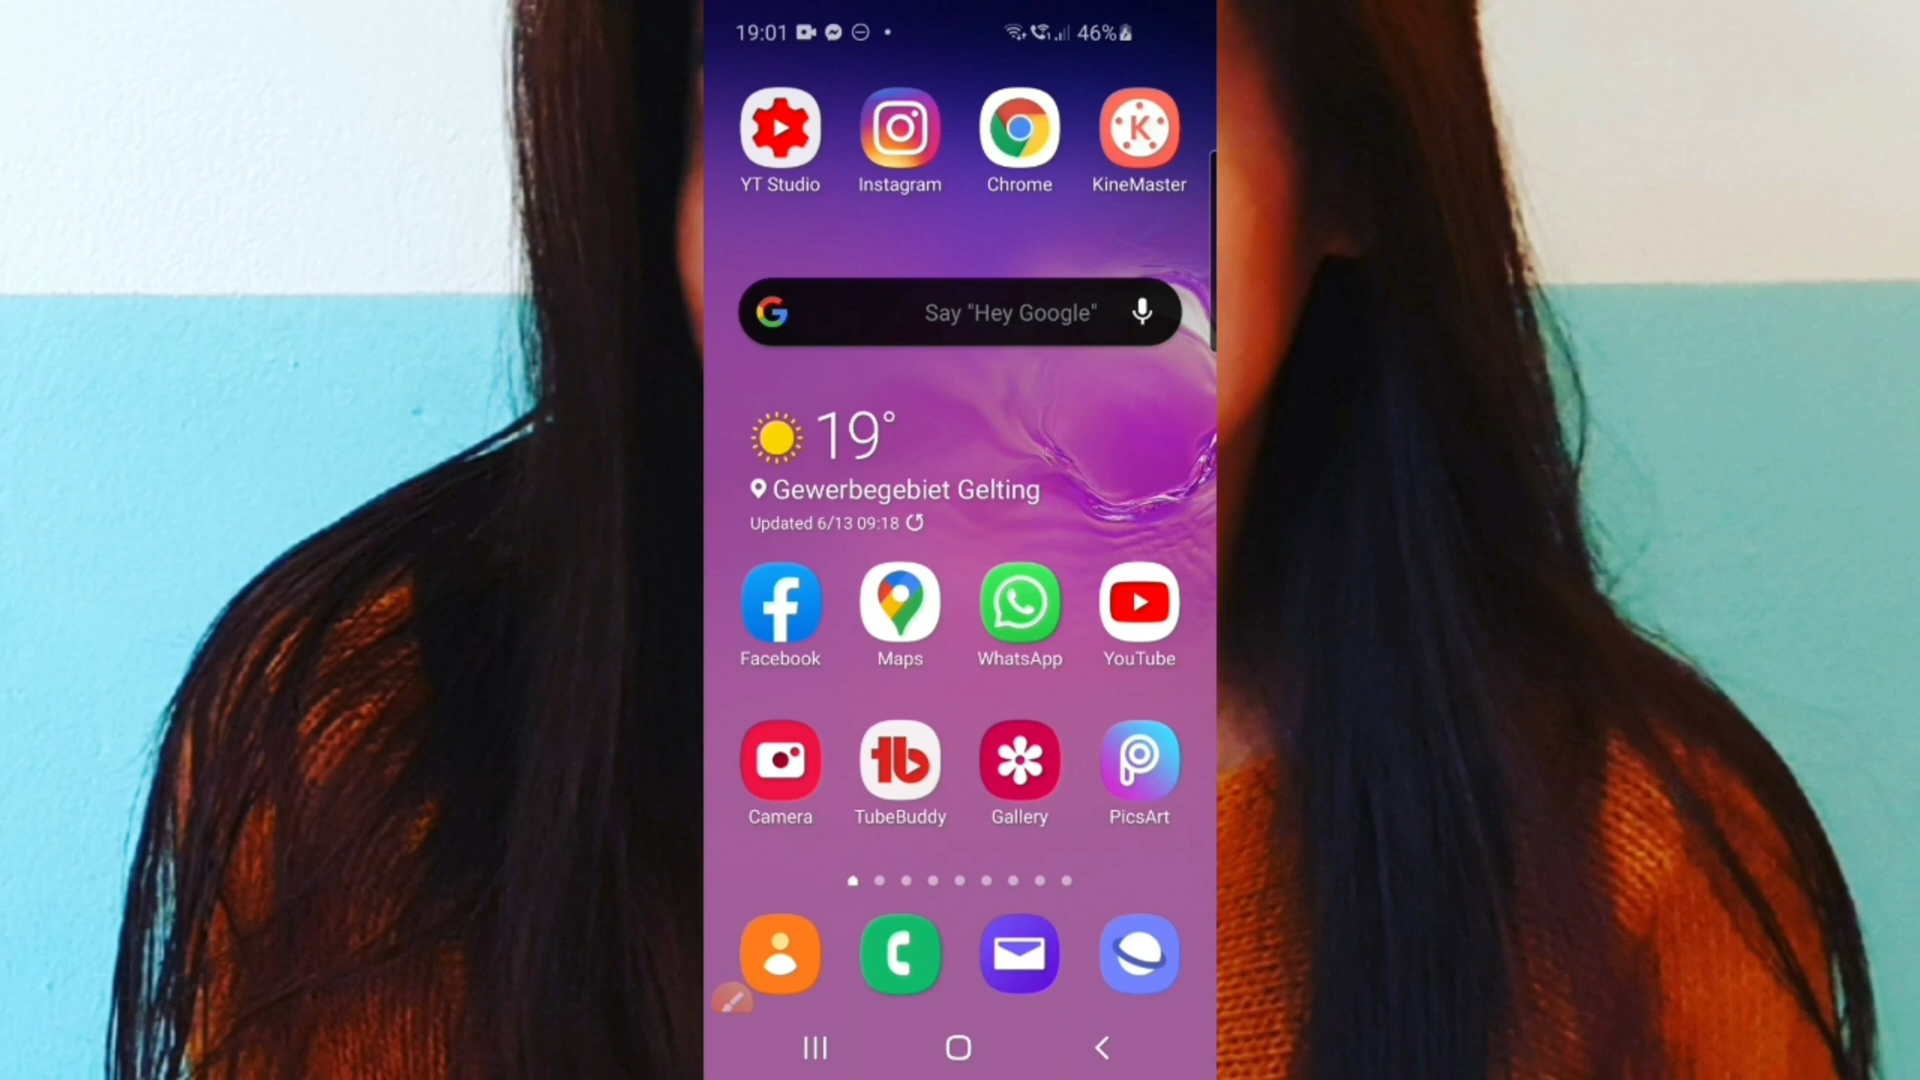 19:01 46%
YT Studio Instagram Chrome KineMaster
Say "Hey Google"
19°
Gewerbegebiet Gelting
Updated 6/13 09:18
Facebook Maps WhatsApp YouTube
Camera TubeBuddy Gallery PicsArt